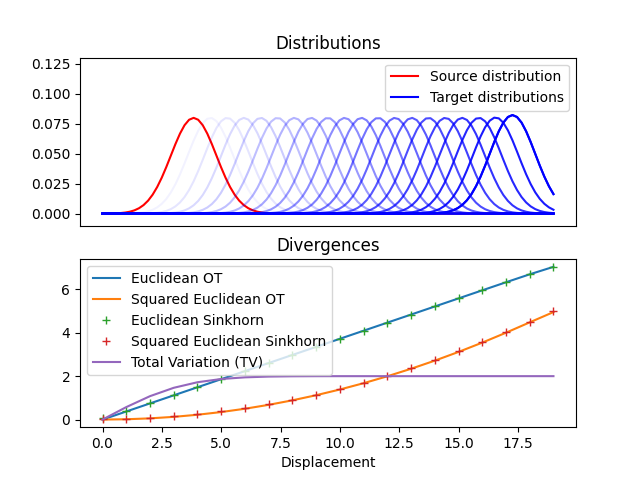 Distributions
0.125
0.100
0.075
0.050
0.025
0.000
Source distribution
Target distributions
Divergences
6
4
2
0
Euclidean OT
Squared Euclidean OT
Euclidean Sinkhorn
Squared Euclidean Sinkhorn
Total Variation (TV)
0.0 2.5 5.0 7.5 10.0 12.5 15.0 17.5
Displacement